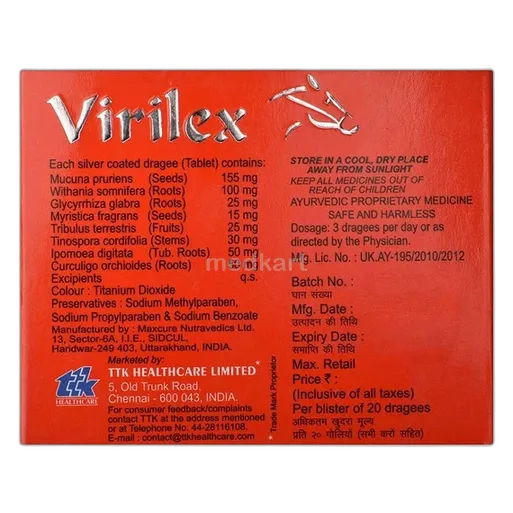 Virilex
Each silver coated dragee (Tablet) contains:
Mucuna pruriens (Seeds) 155 mg
Withania somnifera (Roots) 100 mg
Glycyrrhiza glabra (Roots) 25 mg
Myristica fragrans (Seeds) 15 mg
Tribulus terrestris (Fruits) 25 mg
Tinospora cordifolia (Stems) 30 mg
Ipomoea digitata (Tub. Roots) 50 mg
Curculigo orchioides (Roots) mg
Excipients q.s.
Colour : Titanium Dioxide
Preservatives : Sodium Methylparaben,
Sodium Propylparaben & Sodium Benzoate
Manufactured by : Maxcure Nutravedics Ltd.
13, Sector-6A, I.I.E., SIDCUL,
Haridwar-249 403, Uttarakhand, INDIA.
Marketed by:
TTK HEALTHCARE LIMITED*
5, Old Trunk Road,
Chennai - 600 043, INDIA.
For consumer feedback/complaints
contact TTK at the address mentioned
or at Telephone No. 44-28116108.
E-mail : contact@ttkhealthcare.com
ttk
HEALTHCARE
* Trade Mark Proprietor
STORE IN A COOL, DRY PLACE
AWAY FROM SUNLIGHT
KEEP ALL MEDICINES OUT OF
REACH OF CHILDREN
AYURVEDIC PROPRIETARY MEDICINE
SAFE AND HARMLESS
Dosage: 3 dragees per day or as
directed by the Physician.
Mfg. Lic. No. : UK.AY-195/2010/2012
Batch No. :
घान संख्या
Mfg. Date :
उत्पादन की तिथि
Expiry Date :
समाप्ति की तिथि
Max. Retail
Price ₹ :
(Inclusive of all taxes)
Per blister of 20 dragees
अधिकतम खुदरा मूल्य
प्रति २० गोलियाँ (सभी करों सहित)
medkart